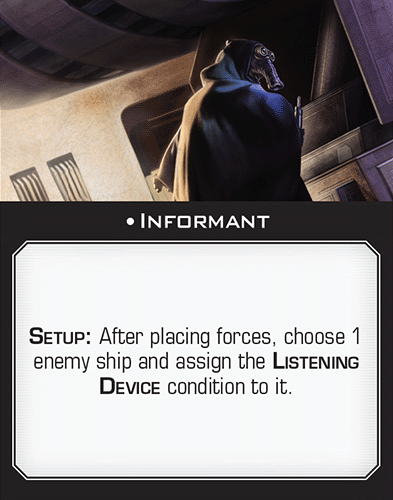 • Informant
Setup: After placing forces, choose 1
enemy ship and assign the Listening
Device condition to it.